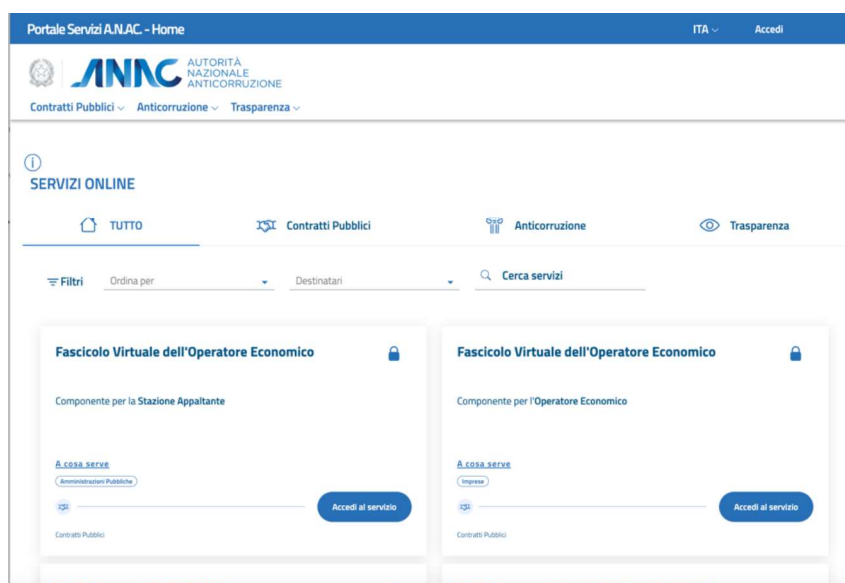 Portale Servizi A.N.AC. - Home
ITA
Accedi
ANAC
AUTORITÀ
NAZIONALE
ANTICORRUZIONE
Contratti Pubblici
Anticorruzione
Trasparenza
SERVIZI ONLINE
TUTTO
Contratti Pubblici
Anticorruzione
Trasparenza
Filtri
Ordina per
Destinatari
Cerca servizi
Fascicolo Virtuale dell'Operatore Economico
Componente per la Stazione Appaltante
A cosa serve
Amministrazioni Pubbliche
Accedi al servizio
Contratti Pubblici
Fascicolo Virtuale dell'Operatore Economico
Componente per l'Operatore Economico
A cosa serve
Imprese
Accedi al servizio
Contratti Pubblici